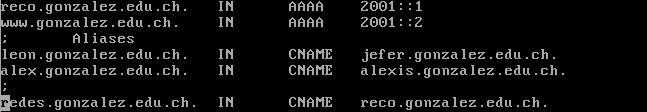 reco.gonzalez.edu.ch. IN AAAA 2001::1
www.gonzalez.edu.ch. IN AAAA 2001::2
; Aliases
leon.gonzalez.edu.ch. IN CNAME jefer.gonzalez.edu.ch.
alex.gonzalez.edu.ch. IN CNAME alexis.gonzalez.edu.ch.
;
redes.gonzalez.edu.ch. IN CNAME reco.gonzalez.edu.ch.